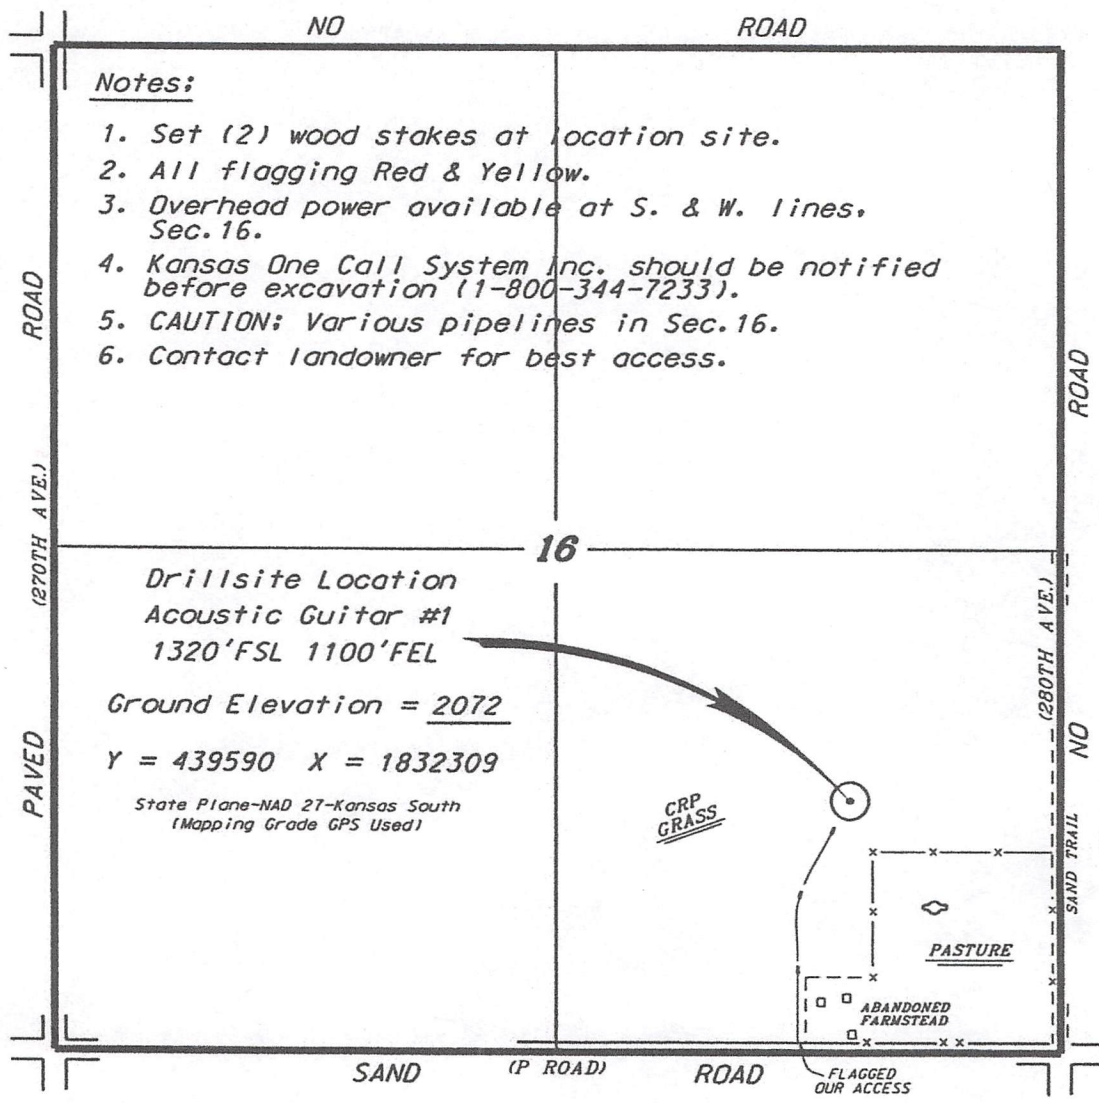 NO ROAD
Notes:
1. Set (2) wood stakes at location site.
2. All flagging Red & Yellow.
3. Overhead power available at S. & W. lines,
Sec.16.
4. Kansas One Call System Inc. should be notified
before excavation (1-800-344-7233).
5. CAUTION: Various pipelines in Sec.16.
6. Contact landowner for best access.
PAVED ROAD
(270TH AVE.)
16
Drillsite Location
Acoustic Guitar #1
1320'FSL 1100'FEL
Ground Elevation = 2072
Y = 439590 X = 1832309
State Plane-NAD 27-Kansas South
(Mapping Grade GPS Used)
CRP
GRASS
NO ROAD
(280TH AVE.)
SAND TRAIL
x x x
x x
PASTURE
x x
ABANDONED
FARMSTEAD
x x x
SAND (P ROAD) ROAD
FLAGGED
OUR ACCESS